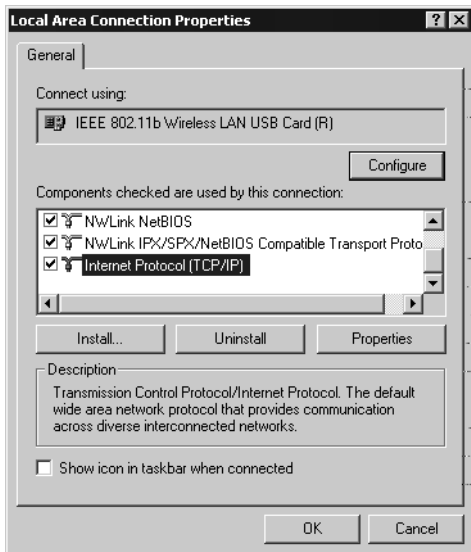 Local Area Connection Properties
General
Connect using:
IEEE 802.11b Wireless LAN USB Card (R)
Configure
Components checked are used by this connection:
NWLink NetBIOS
NWLink IPX/SPX/NetBIOS Compatible Transport Proto
Internet Protocol (TCP/IP)
Install... Uninstall Properties
Description
Transmission Control Protocol/Internet Protocol. The default
wide area network protocol that provides communication
across diverse interconnected networks.
Show icon in taskbar when connected
OK Cancel